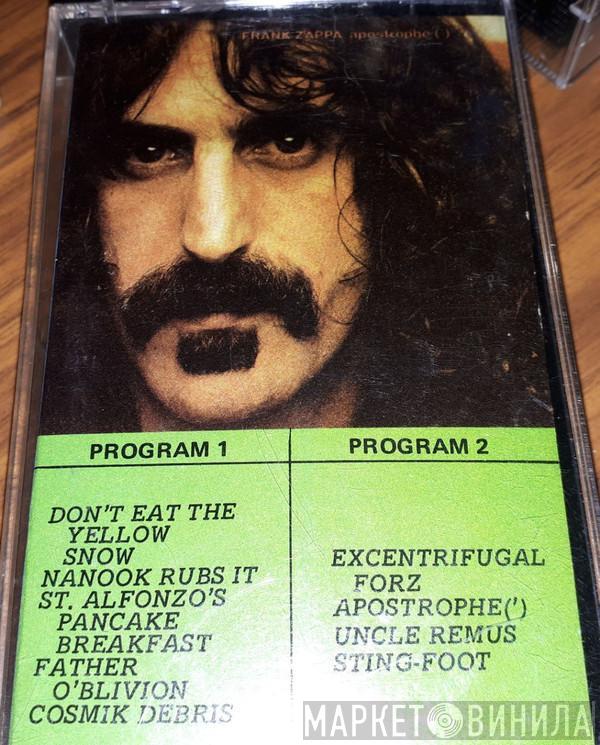 FRANK ZAPPA apostrophe (')
PROGRAM 1
DON'T EAT THE
YELLOW
SNOW
NANOOK RUBS IT
ST. ALFONZO'S
PANCAKE
BREAKFAST
FATHER
O'BLIVION
COSMIK DEBRIS
PROGRAM 2
EXCENTRIFUGAL
FORZ
APOSTROPHE(')
UNCLE REMUS
STING-FOOT
МАРКЕТ ВИНИЛА